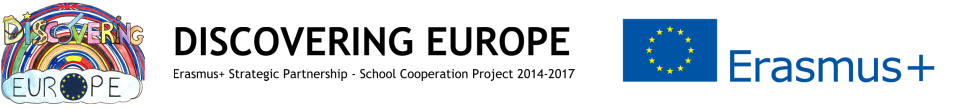 DISCOVERING
EUROPE
DISCOVERING EUROPE
Erasmus+ Strategic Partnership - School Cooperation Project 2014-2017
Erasmus+